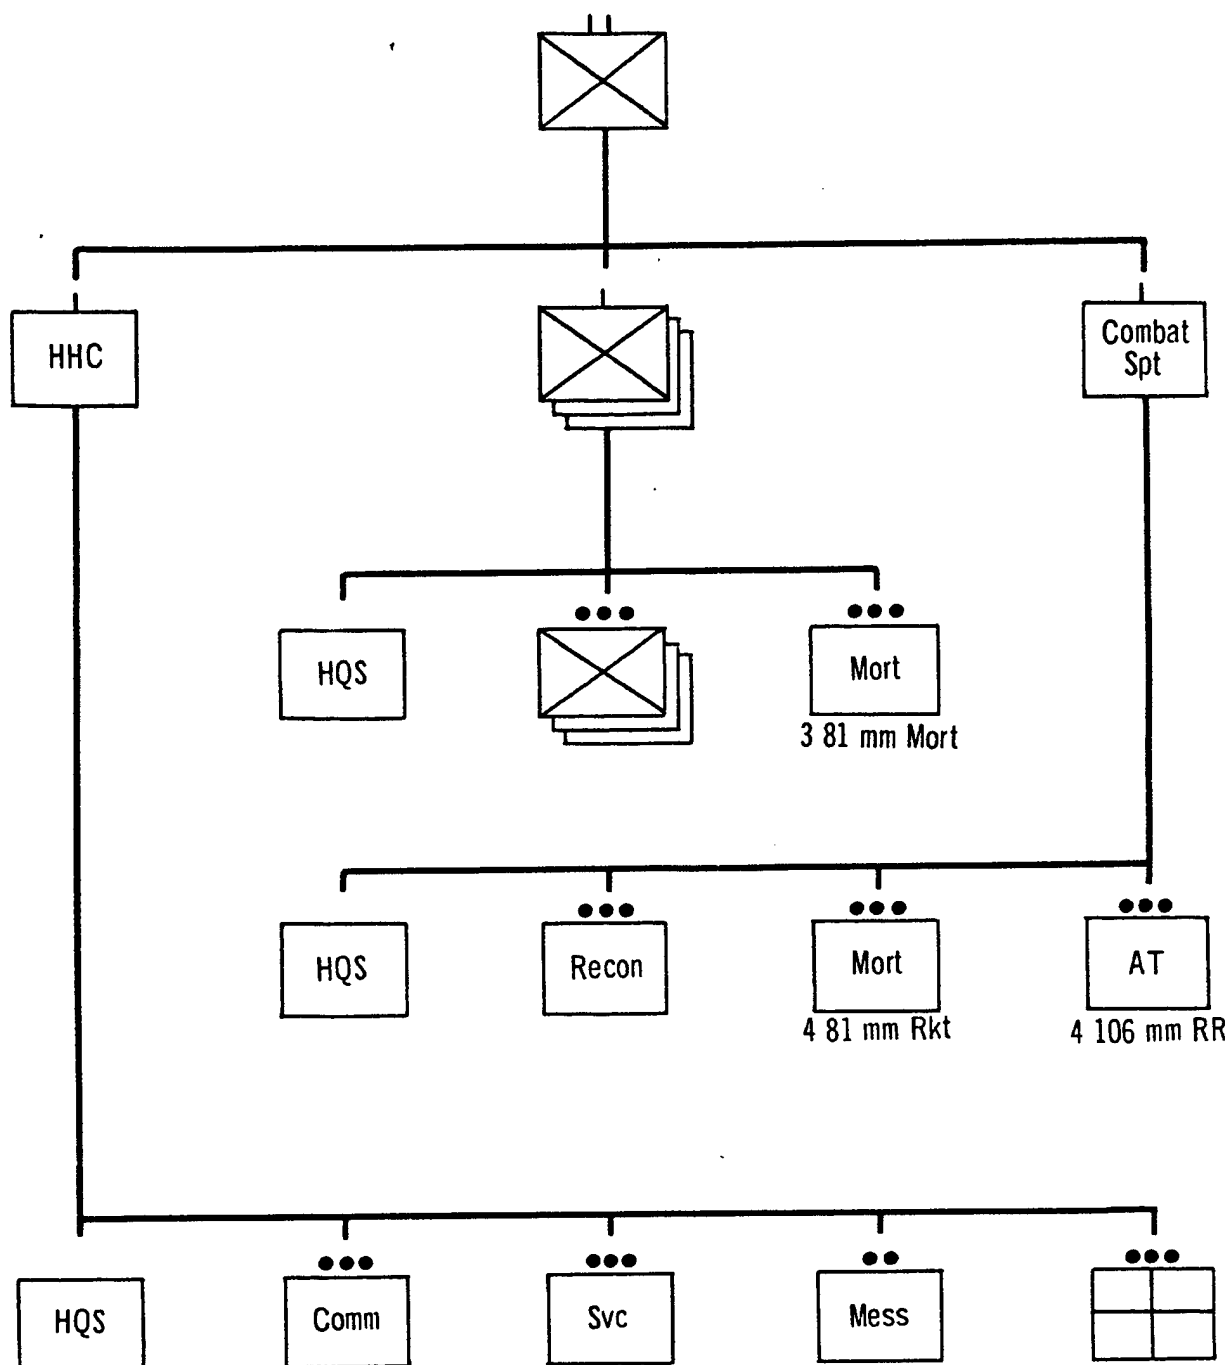 HHC
Combat
Spt
HQS
Mort
3 81 mm Mort
HQS
Recon
Mort
AT
4 81 mm Rkt
4 106 mm RR
HQS
Comm
Svc
Mess